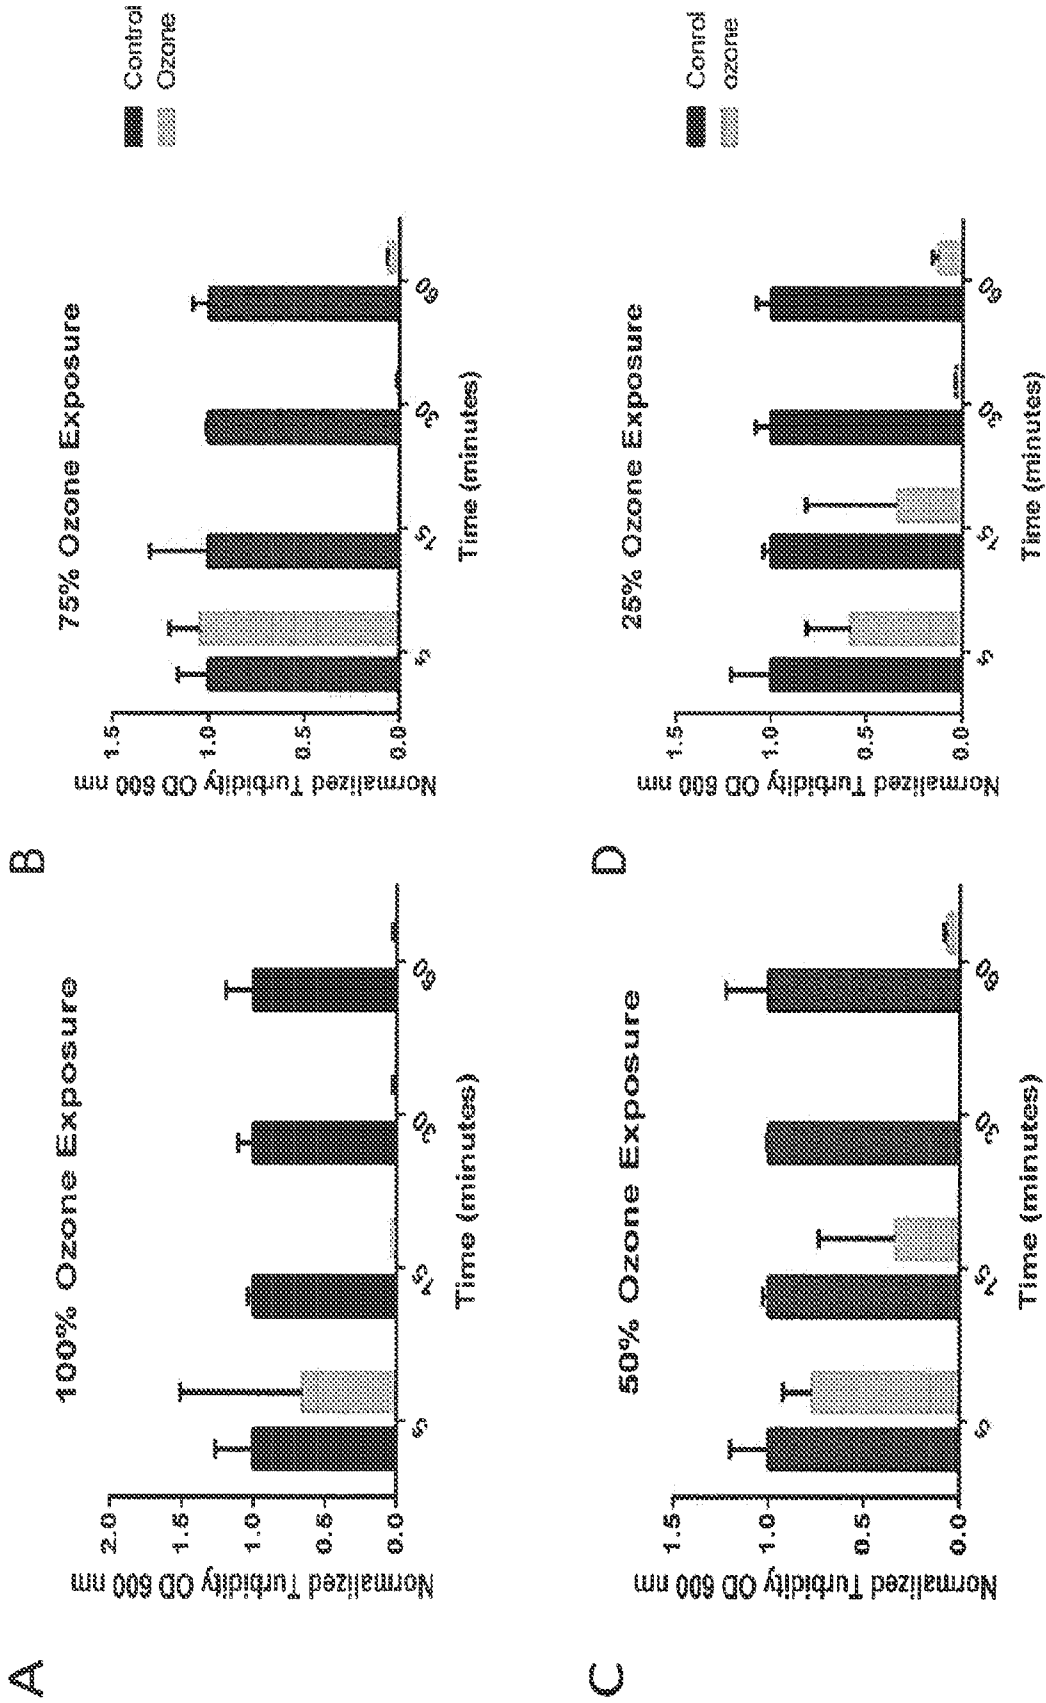 A
100% Ozone Exposure
Normalized Turbidity OD 600 nm
2.0
1.5
1.0
0.5
0.0
5
15
30
60
Time (minutes)
B
75% Ozone Exposure
Normalized Turbidity OD 600 nm
1.5
1.0
0.5
0.0
5
15
30
60
Time (minutes)
Control
Ozone
C
50% Ozone Exposure
Normalized Turbidity OD 600 nm
1.5
1.0
0.5
0.0
5
15
30
60
Time (minutes)
D
25% Ozone Exposure
Normalized Turbidity OD 600 nm
1.5
1.0
0.5
0.0
5
15
30
60
Time (minutes)
Conrol
ozone